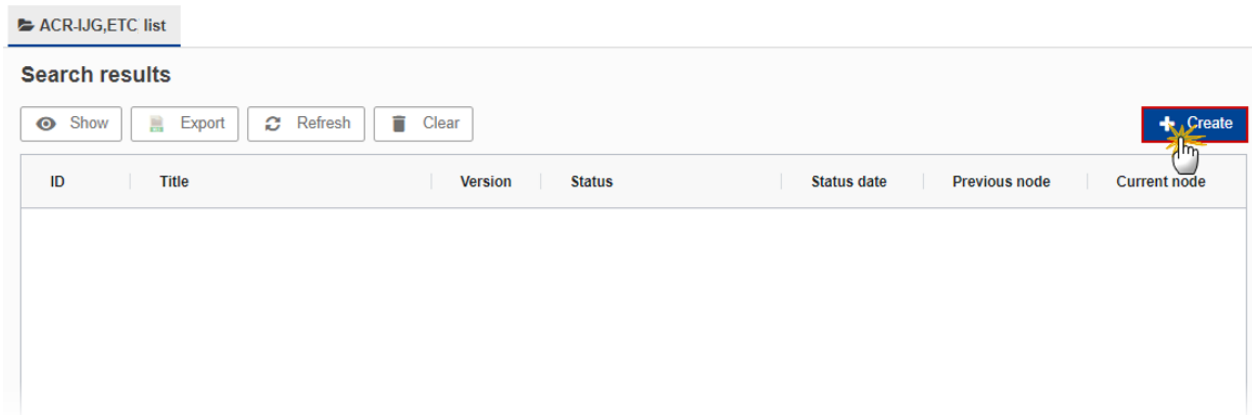 ACR-IJG,ETC list
Search results
Show Export Refresh Clear Create
ID Title Version Status Status date Previous node Current node